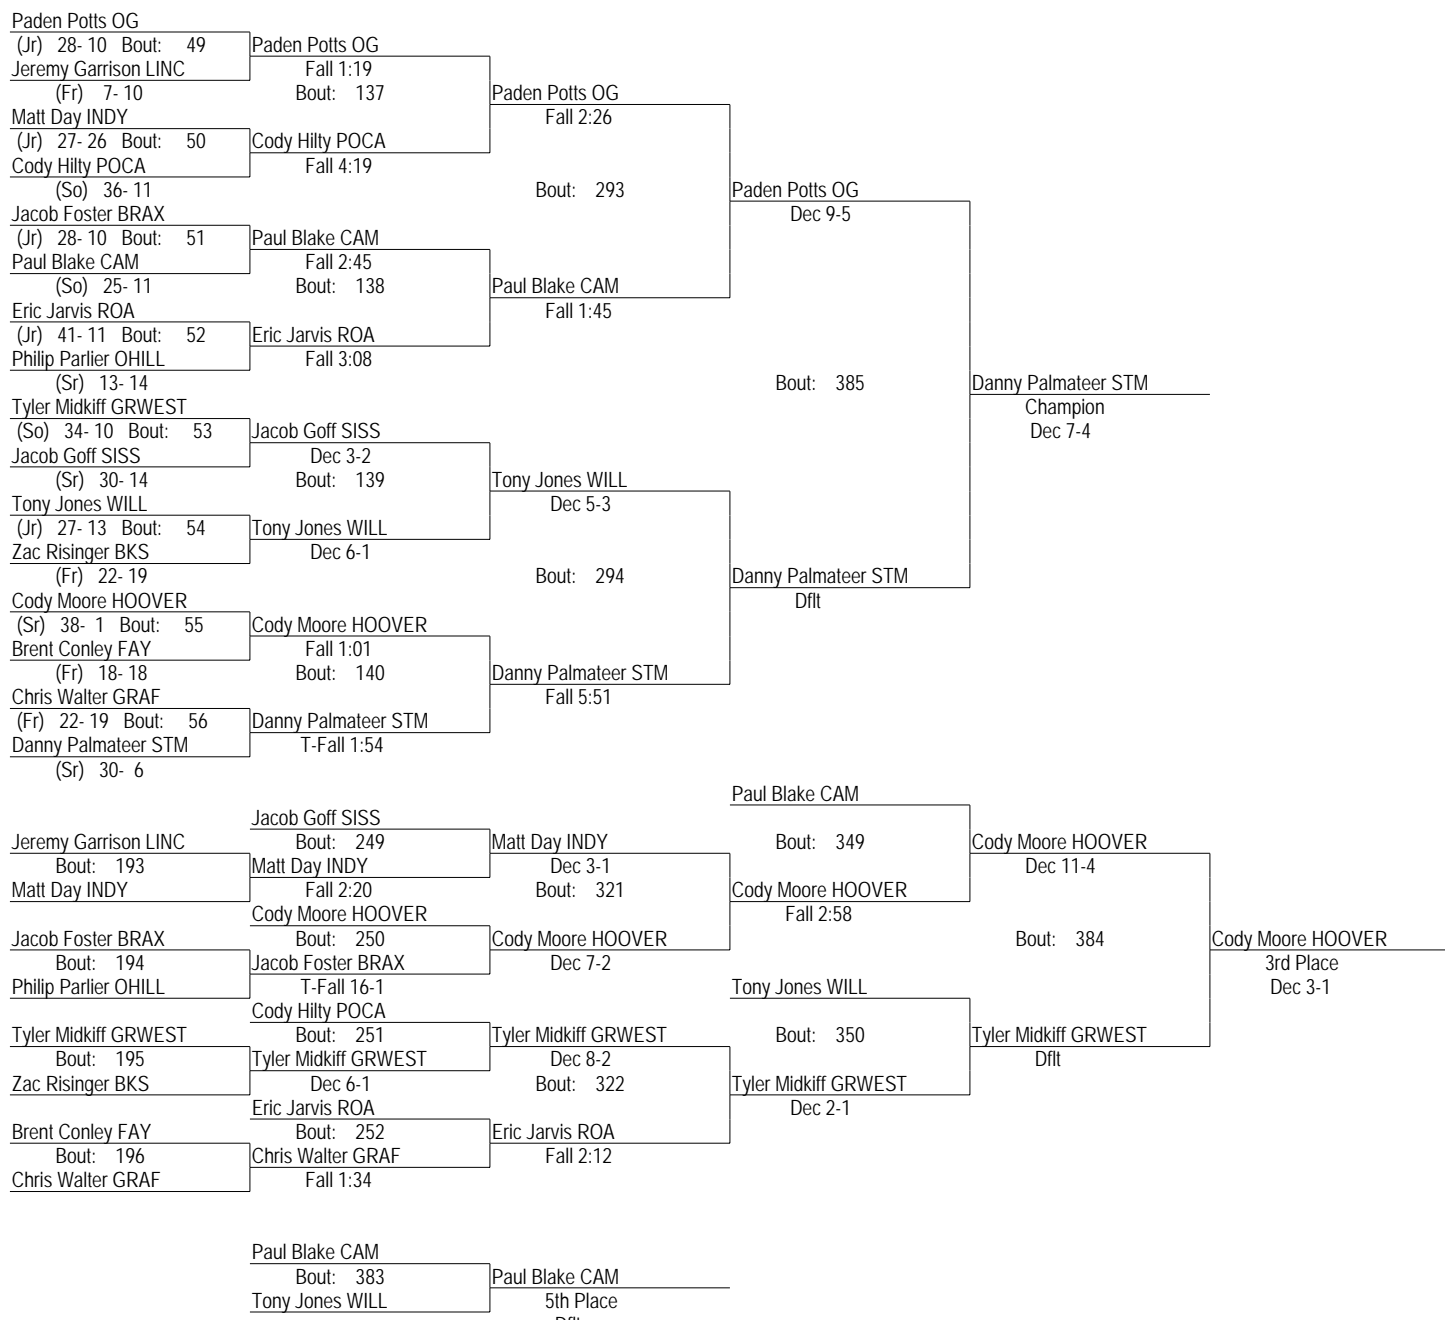 Paden Potts OG
(Jr) 28- 10 Bout: 49 Paden Potts OG
Jeremy Garrison LINC Fall 1:19
(Fr) 7- 10 Bout: 137 Paden Potts OG
Matt Day INDY Fall 2:26
(Jr) 27- 26 Bout: 50 Cody Hilty POCA
Cody Hilty POCA Fall 4:19
(So) 36- 11 Bout: 293 Paden Potts OG
Jacob Foster BRAX Dec 9-5
(Jr) 28- 10 Bout: 51 Paul Blake CAM
Paul Blake CAM Fall 2:45
(So) 25- 11 Bout: 138 Paul Blake CAM
Eric Jarvis ROA Fall 1:45
(Jr) 41- 11 Bout: 52 Eric Jarvis ROA
Philip Parlier OHILL Fall 3:08
(Sr) 13- 14 Bout: 385 Danny Palmateer STM
Tyler Midkiff GRWEST Champion
(So) 34- 10 Bout: 53 Jacob Goff SISS Dec 7-4
Jacob Goff SISS Dec 3-2
(Sr) 30- 14 Bout: 139 Tony Jones WILL
Tony Jones WILL Dec 5-3
(Jr) 27- 13 Bout: 54 Tony Jones WILL
Zac Risinger BKS Dec 6-1
(Fr) 22- 19 Bout: 294 Danny Palmateer STM
Cody Moore HOOVER Dflt
(Sr) 38- 1 Bout: 55 Cody Moore HOOVER
Brent Conley FAY Fall 1:01
(Fr) 18- 18 Bout: 140 Danny Palmateer STM
Chris Walter GRAF Fall 5:51
(Fr) 22- 19 Bout: 56 Danny Palmateer STM
Danny Palmateer STM T-Fall 1:54
(Sr) 30- 6
Paul Blake CAM
Jacob Goff SISS
Jeremy Garrison LINC Bout: 249 Matt Day INDY Bout: 349 Cody Moore HOOVER
Bout: 193 Matt Day INDY Dec 3-1 Dec 11-4
Matt Day INDY Fall 2:20 Bout: 321 Cody Moore HOOVER
Cody Moore HOOVER Fall 2:58
Jacob Foster BRAX Bout: 250 Cody Moore HOOVER Bout: 384 Cody Moore HOOVER
Bout: 194 Jacob Foster BRAX Dec 7-2 3rd Place
Philip Parlier OHILL T-Fall 16-1 Tony Jones WILL Dec 3-1
Cody Hilty POCA
Tyler Midkiff GRWEST Bout: 251 Tyler Midkiff GRWEST Bout: 350 Tyler Midkiff GRWEST
Bout: 195 Tyler Midkiff GRWEST Dec 8-2 Dflt
Zac Risinger BKS Dec 6-1 Bout: 322 Tyler Midkiff GRWEST
Eric Jarvis ROA Dec 2-1
Brent Conley FAY Bout: 252 Eric Jarvis ROA
Bout: 196 Chris Walter GRAF Fall 2:12
Chris Walter GRAF Fall 1:34
Paul Blake CAM
Bout: 383 Paul Blake CAM
Tony Jones WILL 5th Place